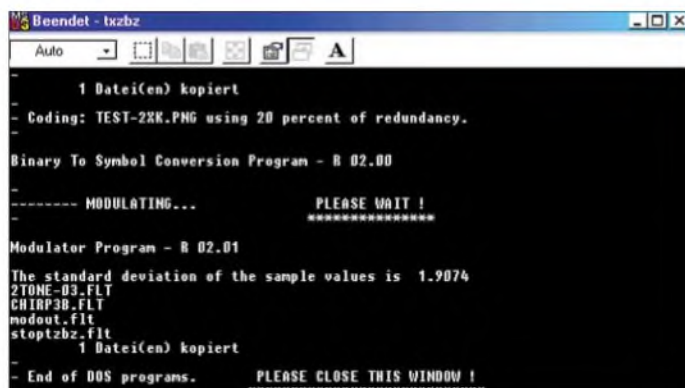 Beendet - txzbz
Auto
A
1 Datei(en) kopiert
- Coding: TEST-2XK.PNG using 20 percent of redundancy.
Binary To Symbol Conversion Program - R 02.00
-------- MODULATING... PLEASE WAIT !
***************
Modulator Program - R 02.01
The standard deviation of the sample values is 1.9074
2TONE-03.FLT
CHIRP3B.FLT
modout.flt
stoptzbz.flt
1 Datei(en) kopiert
- End of DOS programs. PLEASE CLOSE THIS WINDOW !